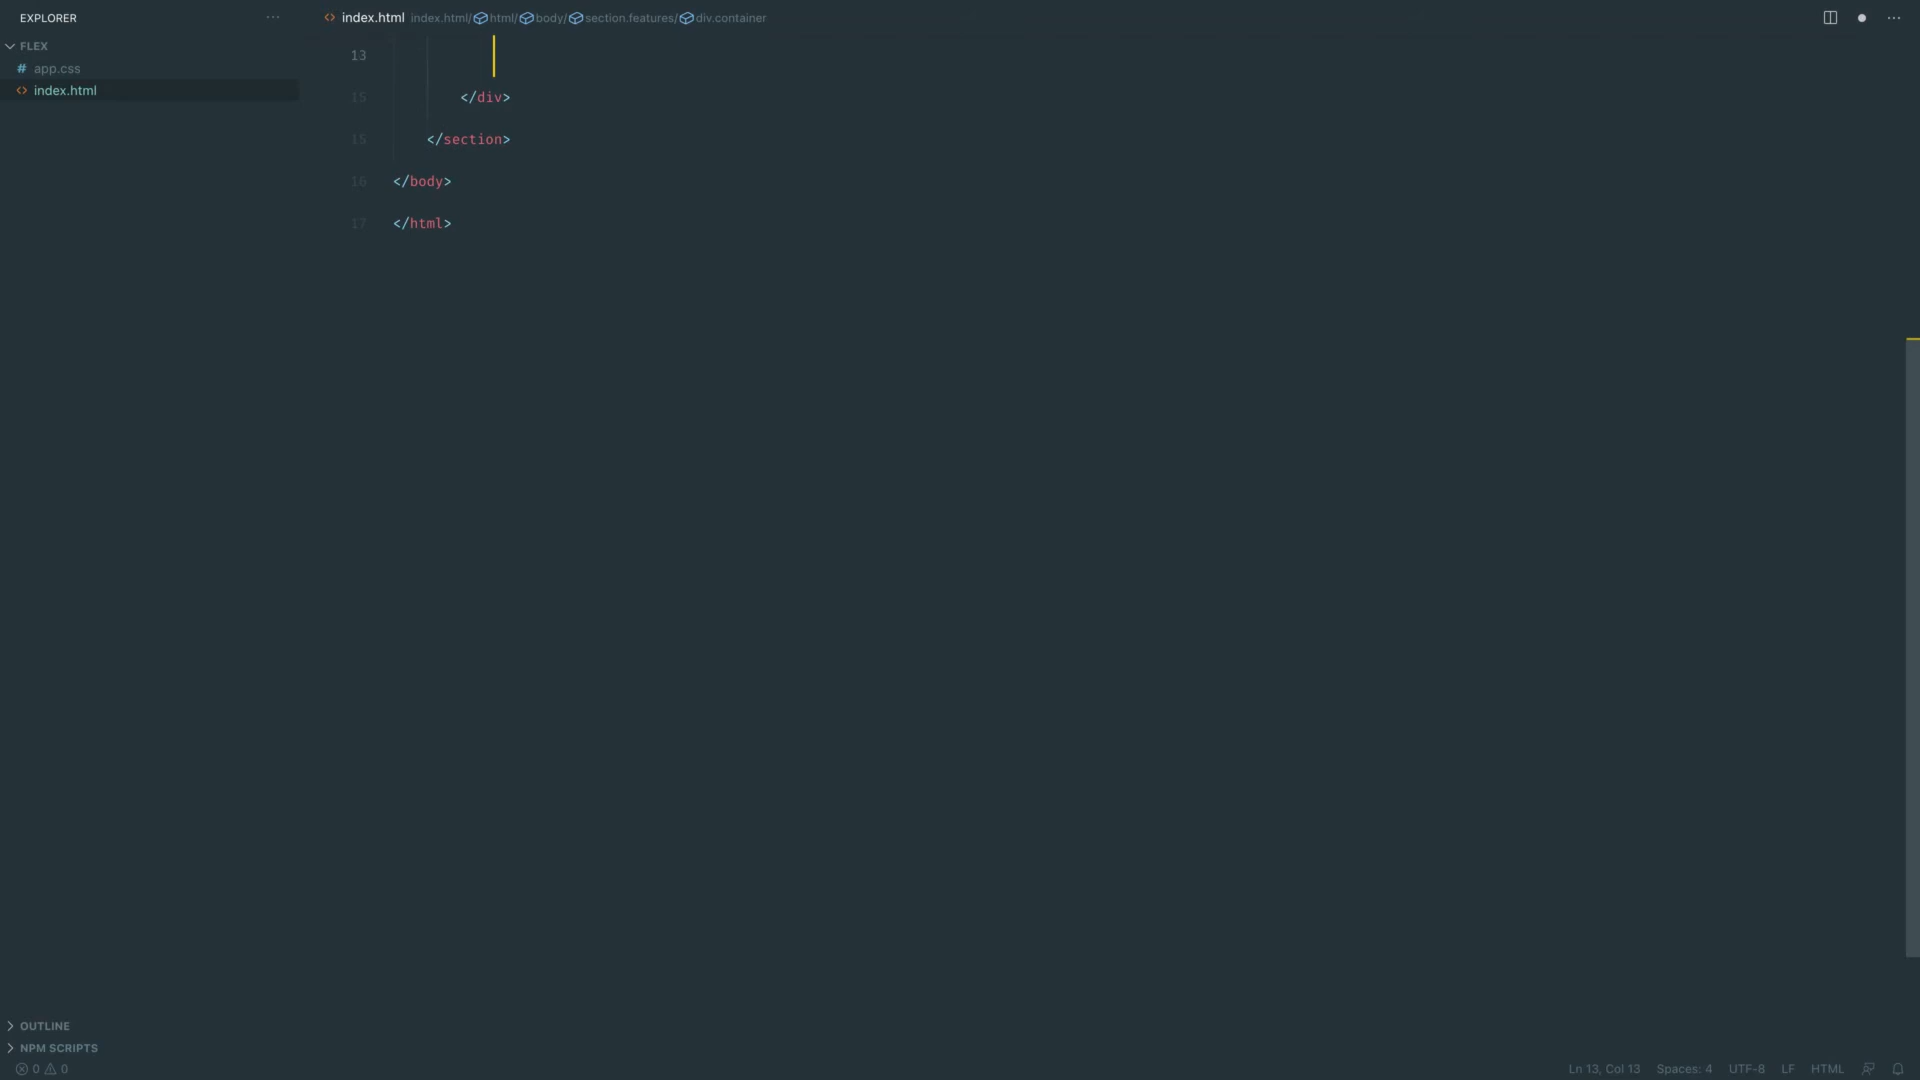 EXPLORER
index.html index.html/html/body/section.features/div.container
FLEX
# app.css
<> index.html
13
15 </div>
15 </section>
16 </body>
17 </html>
OUTLINE
NPM SCRIPTS
0 0
Ln 13, Col 13 Spaces: 4 UTF-8 LF HTML